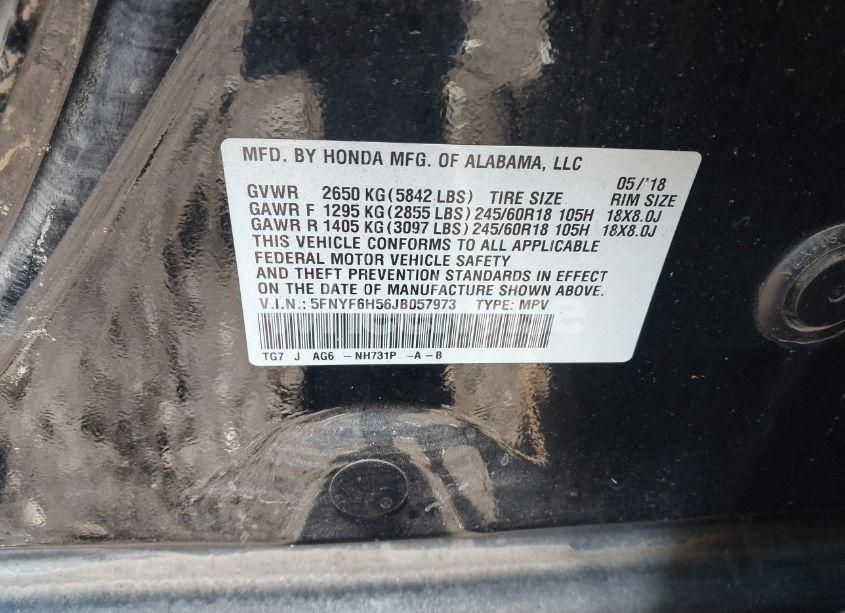 MFD. BY HONDA MFG. OF ALABAMA, LLC
05/'18
GVWR 2650 KG (5842 LBS) TIRE SIZE RIM SIZE
GAWR F 1295 KG (2855 LBS) 245/60R18 105H 18X8.0J
GAWR R 1405 KG (3097 LBS) 245/60R18 105H 18X8.0J
THIS VEHICLE CONFORMS TO ALL APPLICABLE
FEDERAL MOTOR VEHICLE SAFETY
AND THEFT PREVENTION STANDARDS IN EFFECT
ON THE DATE OF MANUFACTURE SHOWN ABOVE.
V.I.N.: 5FNYF6H56JB057973 TYPE: MPV
TG7 J AG6 -NH731P -A-B